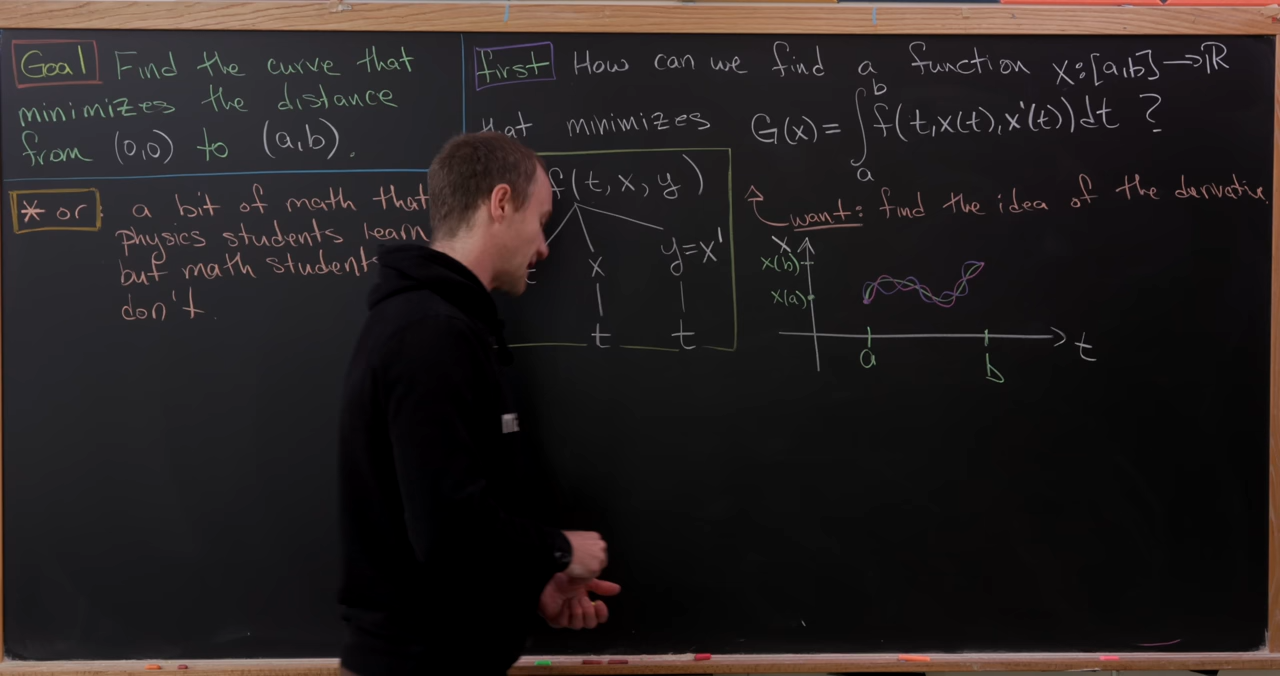 Goal Find the curve that
minimizes the distance
from (0,0) to (a,b).
* or: a bit of math that
physics students learn
but math students
don't.
first How can we find a function x:[a,b]→ℝ
that minimizes G(x)=∫_a^b f(t,x(t),x'(t))dt ?
want: find the idea of the derivative.
f(t,x,y)
t x y=x'
t t
x
x(b)
x(a)
a b t